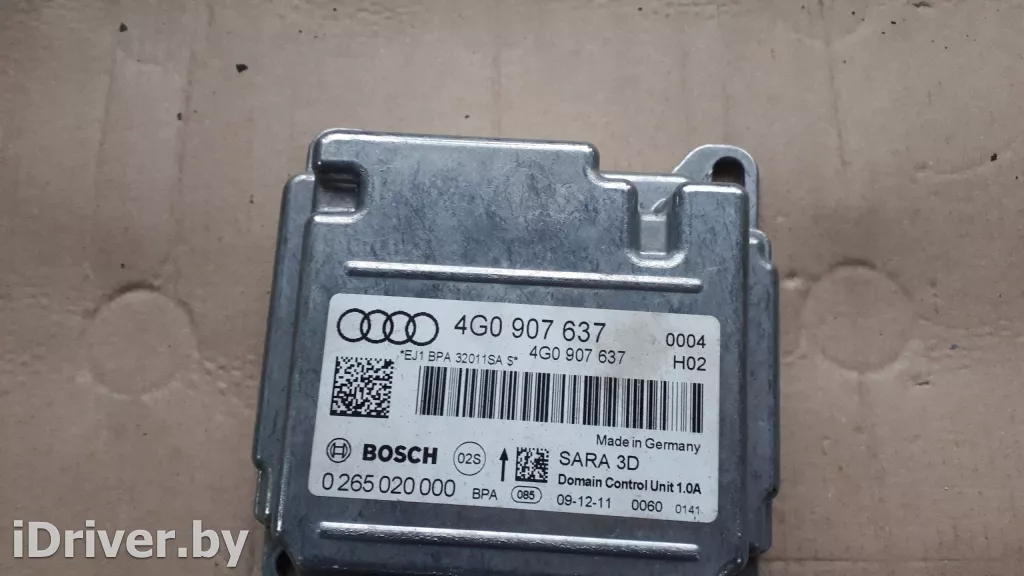 4G0 907 637 0004
*EJ1 BPA 32011SA S* 4G0 907 637 H02
Made in Germany
BOSCH 02S SARA 3D
Domain Control Unit 1.0A
0 265 020 000 BPA 085 09-12-11 0060 0141
iDriver.by